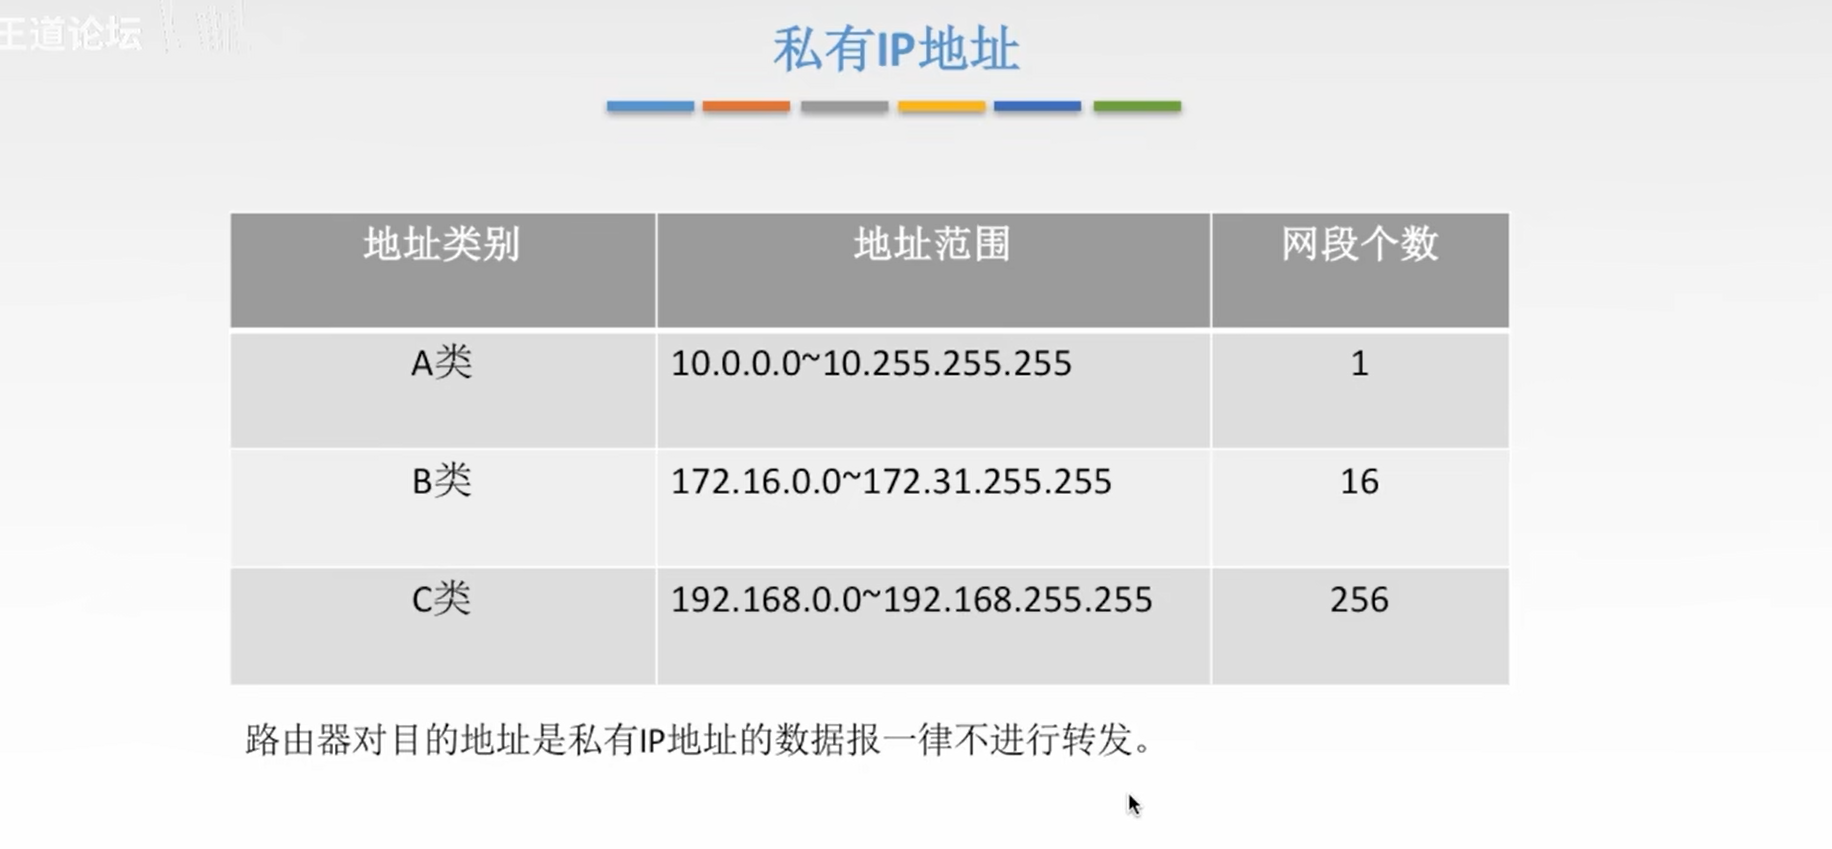 王道论坛
私有IP地址
地址类别 地址范围 网段个数
A类 10.0.0.0~10.255.255.255 1
B类 172.16.0.0~172.31.255.255 16
C类 192.168.0.0~192.168.255.255 256
路由器对目的地址是私有IP地址的数据报一律不进行转发。